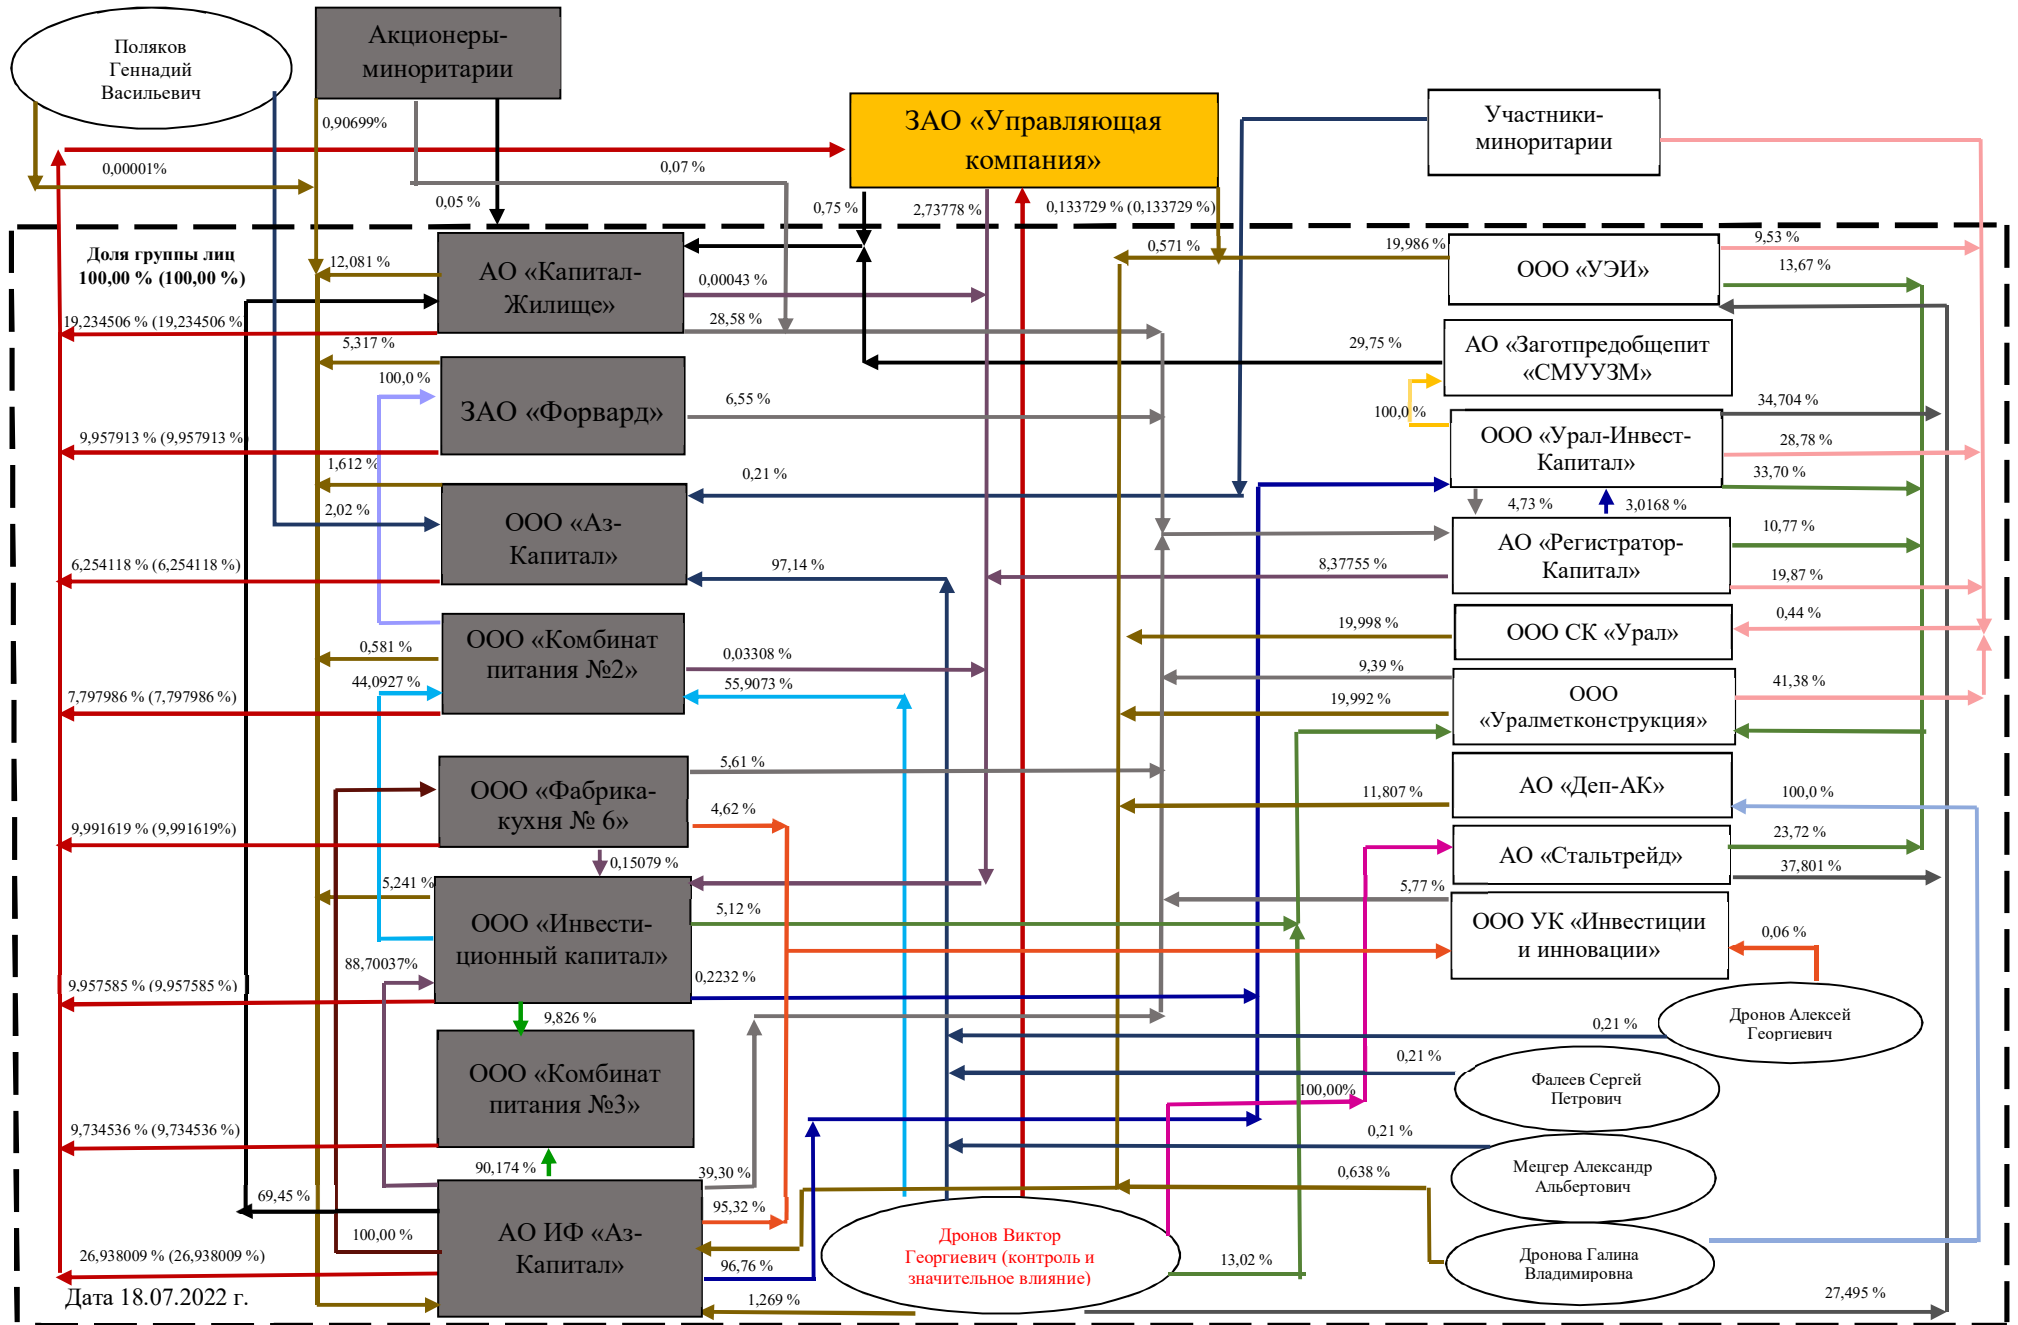 Поляков
Геннадий
Васильевич
Акционеры-
миноритарии
ЗАО «Управляющая
компания»
Участники-
миноритарии
0,90699%
0,00001%
0,07 %
0,05 %
0,75 %
2,73778 %
0,133729 % (0,133729 %)
Доля группы лиц
100,00 % (100,00 %)
12,081 %
АО «Капитал-
Жилище»
0,00043 %
28,58 %
0,571 %
19,986 %
ООО «УЭИ»
9,53 %
13,67 %
19,234506 % (19,234506 %
5,317 %
29,75 %
АО «Заготпредобщепит
«СМУУЗМ»
100,0 %
ЗАО «Форвард»
6,55 %
100,0%
ООО «Урал-Инвест-
Капитал»
34,704 %
28,78 %
33,70 %
9,957913 % (9,957913 %)
1,612 %
0,21 %
2,02 %
ООО «Аз-
Капитал»
4,73 %
3,0168 %
АО «Регистратор-
Капитал»
10,77 %
19,87 %
6,254118 % (6,254118 %)
97,14 %
8,37755 %
0,581 %
ООО «Комбинат
питания №2»
0,03308 %
19,998 %
ООО СК «Урал»
0,44 %
9,39 %
44,0927 %
55,9073 %
19,992 %
ООО
«Уралметконструкция»
41,38 %
7,797986 % (7,797986 %)
ООО «Фабрика-
кухня № 6»
5,61 %
4,62 %
11,807 %
АО «Деп-АК»
100,0 %
9,991619 % (9,991619%)
0,15079 %
АО «Стальтрейд»
23,72 %
37,801 %
5,241 %
ООО «Инвести-
ционный капитал»
5,12 %
5,77 %
ООО УК «Инвестиции
и инновации»
0,06 %
88,70037%
0,2232 %
9,957585 % (9,957585 %)
9,826 %
0,21 %
Дронов Алексей
Георгиевич
ООО «Комбинат
питания №3»
0,21 %
Фалеев Сергей
Петрович
100,00%
9,734536 % (9,734536 %)
0,21 %
90,174 %
39,30 %
0,638 %
Мецгер Александр
Альбертович
69,45 %
95,32 %
100,00 %
АО ИФ «Аз-
Капитал»
Дронов Виктор
Георгиевич (контроль и
значительное влияние)
26,938009 % (26,938009 %)
96,76 %
13,02 %
Дронова Галина
Владимировна
Дата 18.07.2022 г.
1,269 %
27,495 %